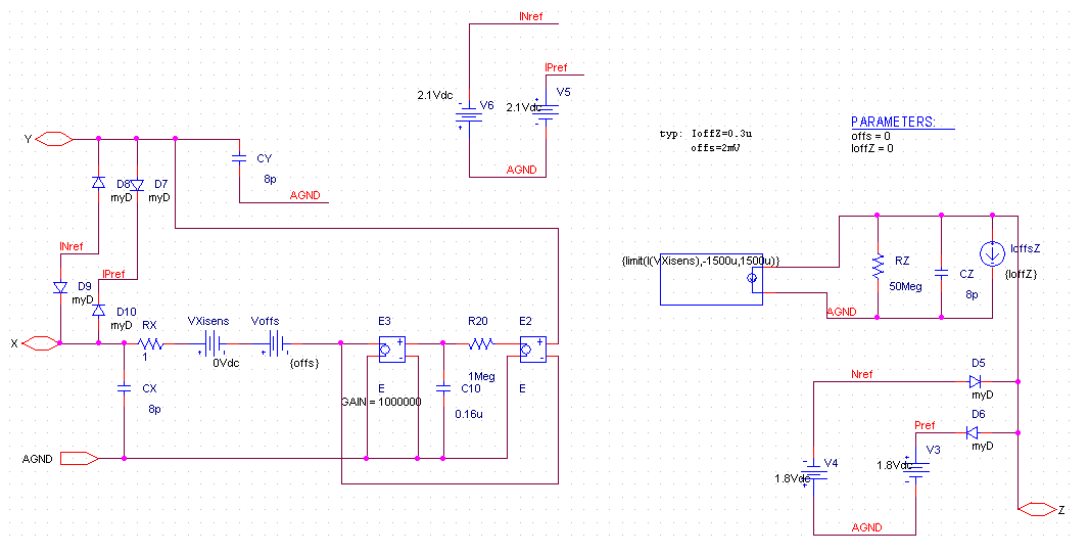 INref
IPref
2.1Vdc
V6
2.1Vdc
V5
AGND
typ: IoffZ=0.3u
offs=2mV
PARAMETERS:
offs = 0
IoffZ = 0
Y
CY
8p
AGND
D8
myD
D7
myD
INref
IPref
D9
myD
D10
myD
X
RX
1
VXisens
0Vdc
Voffs
{offs}
E3
E
GAIN = 1000000
R20
1Meg
C10
0.16u
E2
E
CX
8p
AGND
{limit(I(VXisens),-1500u,1500u)}
AGND
RZ
50Meg
CZ
8p
IoffsZ
{IoffZ}
Nref
D5
myD
Pref
D6
myD
V4
1.8Vdc
V3
1.8Vdc
AGND
Z